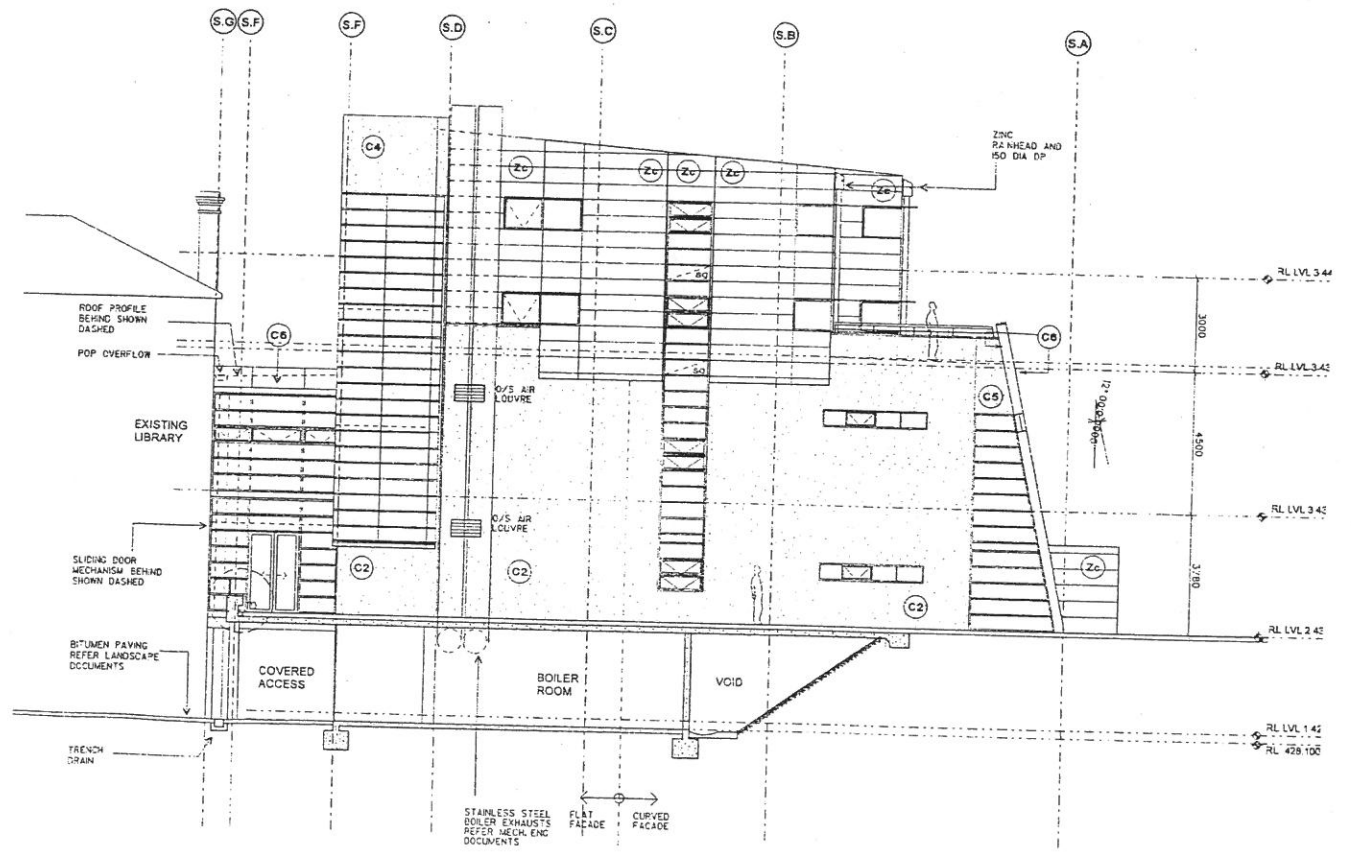 S.G
S.F
S.F
S.D
S.C
S.B
S.A
ZINC
RAINHEAD AND
150 DIA DP
C4
Zc
Zc
Zc
Zc
Zc
RL LVL 3.44
SG
ROOF PROFILE
BEHIND SHOWN
DASHED
C6
POP OVERFLOW
3000
C6
RL LVL 3.43
SG
O/S AIR
LOUVRE
C5
EXISTING
LIBRARY
4500
O/S AIR
LOUVRE
RL LVL 3.43
SLIDING DOOR
MECHANISM BEHIND
SHOWN DASHED
C2
C2
C2
Zc
3780
RL LVL 2.43
BITUMEN PAVING
REFER LANDSCAPE
DOCUMENTS
COVERED
ACCESS
BOILER
ROOM
VOID
RL LVL 1.42
RL 428.100
TRENCH
DRAIN
STAINLESS STEEL
BOILER EXHAUSTS
REFER MECH. ENG
DOCUMENTS
FLAT
FACADE
CURVED
FACADE